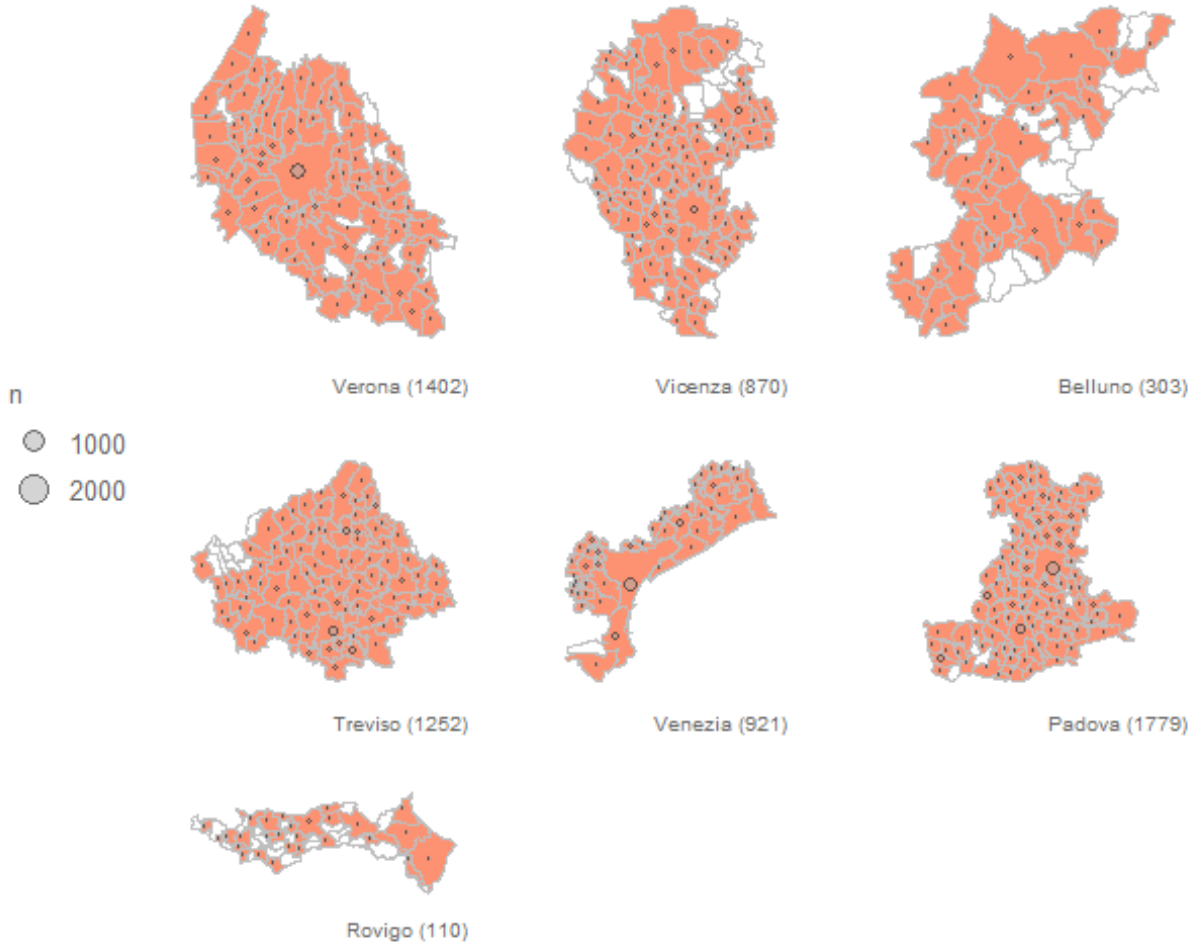 Verona (1402)
Vicenza (870)
Belluno (303)
n
1000
2000
Treviso (1252)
Venezia (921)
Padova (1779)
Rovigo (110)